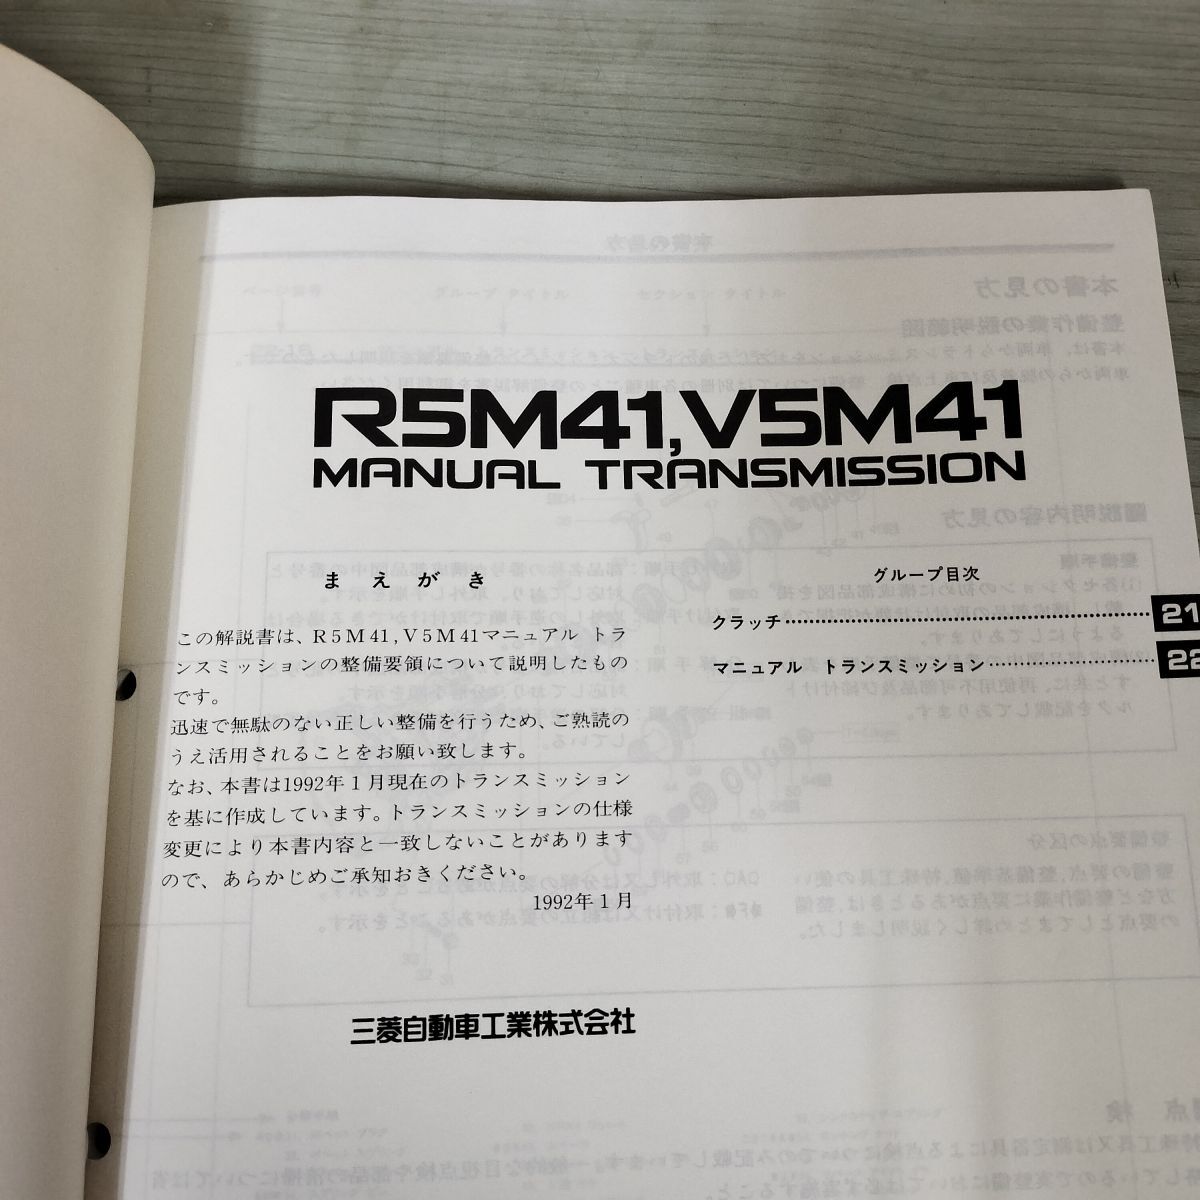 R5M41, V5M41
MANUAL TRANSMISSION
まえがき
この解説書は、R5M41, V5M41マニュアル トラ
ンスミッションの整備要領について説明したもの
です。
迅速で無駄のない正しい整備を行うため、ご熟読の
うえ活用されることをお願い致します。
なお、本書は1992年1月現在のトランスミッション
を基に作成しています。トランスミッションの仕様
変更により本書内容と一致しないことがあります
ので、あらかじめご承知おきください。
1992年1月
三菱自動車工業株式会社
グループ目次
クラッチ……………………………………21
マニュアル トランスミッション……………22